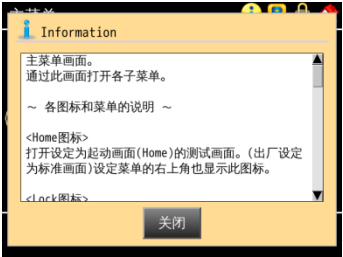 主菜单
Information
主菜单画面。
通过此画面打开各子菜单。
～ 各图标和菜单的说明 ～
<Home图标>
打开设定为起动画面(Home)的测试画面。(出厂设定
为标准画面)设定菜单的右上角也显示此图标。
<Lock图标>
关闭